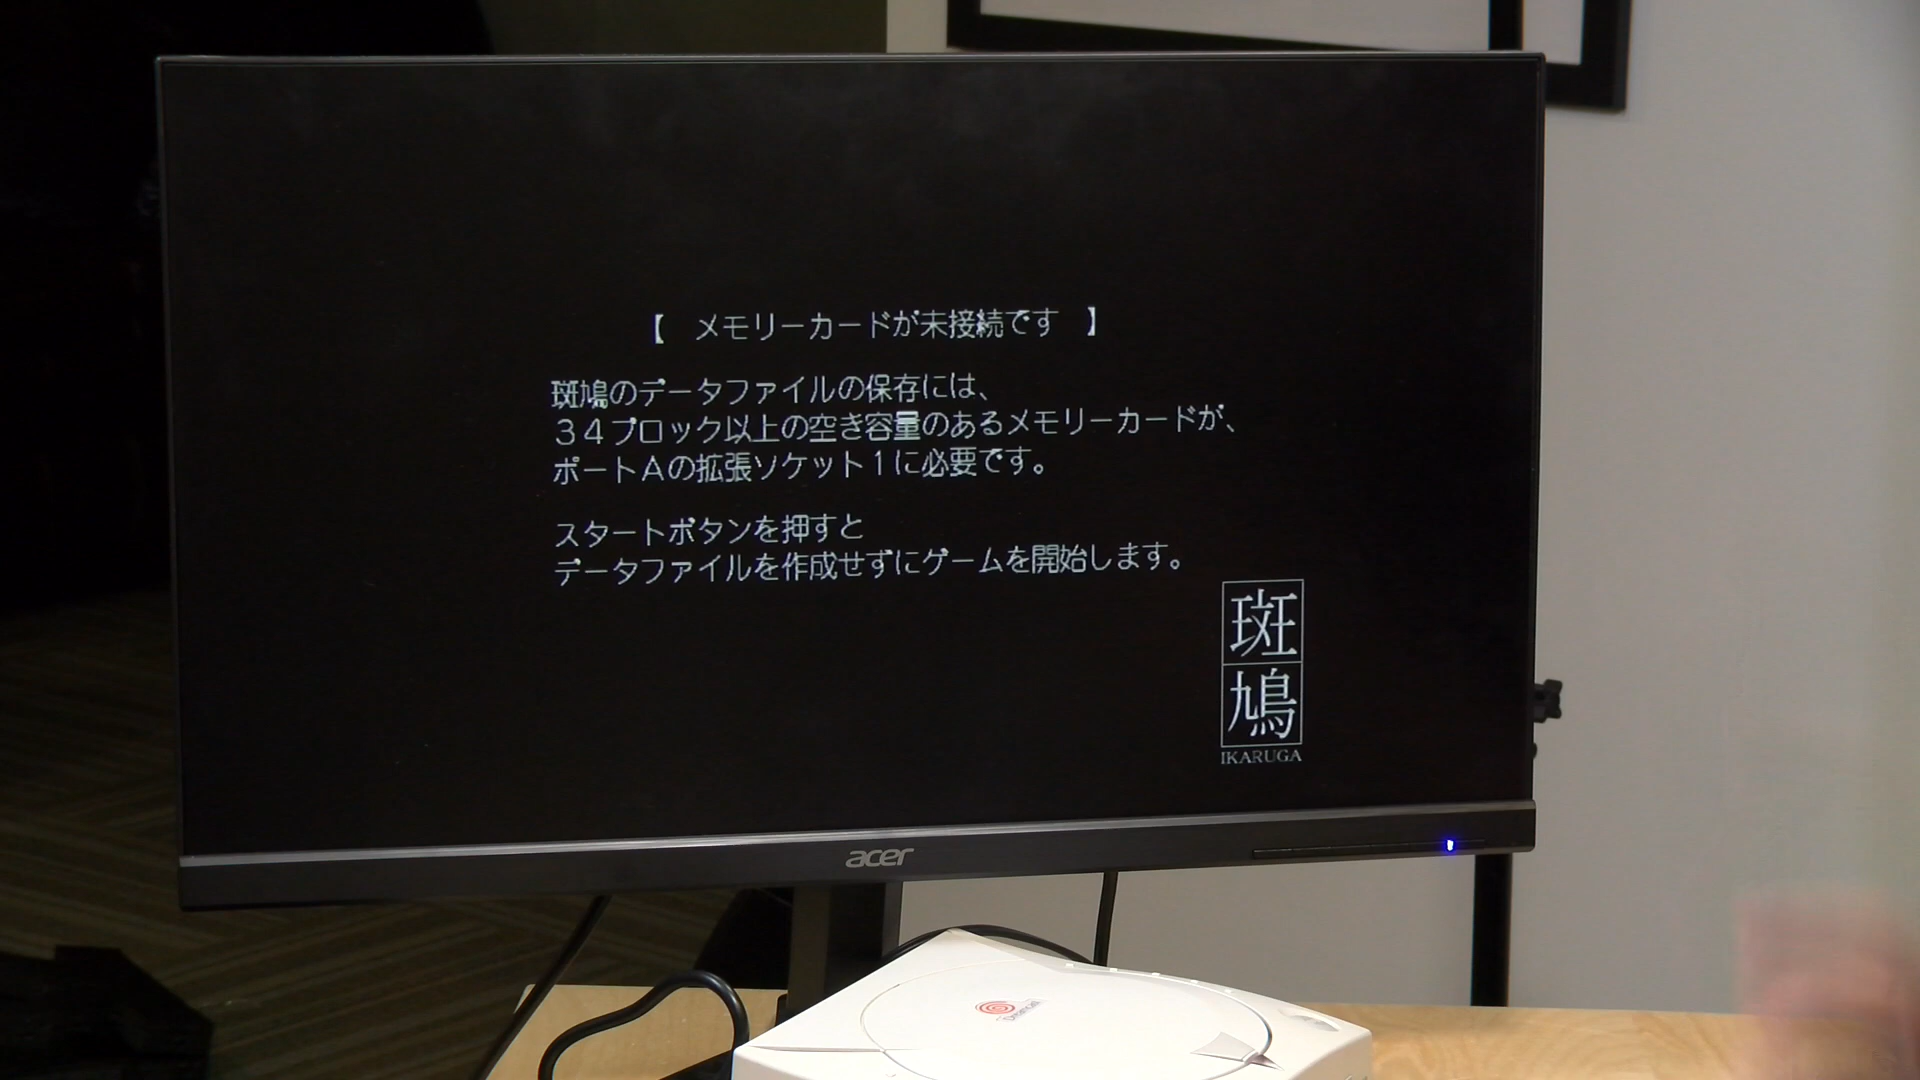 【 メモリーカードが未接続です 】
斑鳩のデータファイルの保存には、
３４ブロック以上の空き容量のあるメモリーカードが、
ポートＡの拡張ソケット１に必要です。
スタートボタンを押すと
データファイルを作成せずにゲームを開始します。
斑
鳩
IKARUGA
acer
Dreamcast